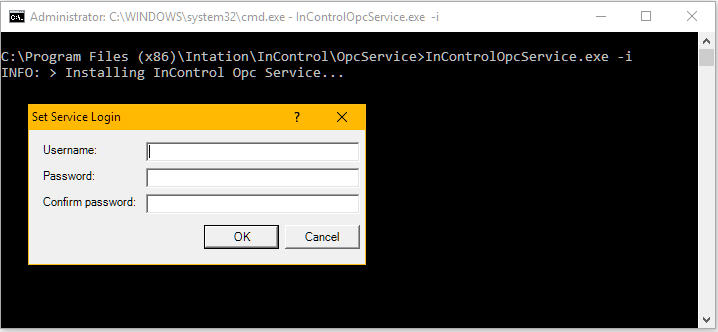 Administrator: C:\WINDOWS\system32\cmd.exe - InControlOpcService.exe -i
C:\Program Files (x86)\Intation\InControl\OpcService>InControlOpcService.exe -i
INFO: > Installing InControl Opc Service...
Set Service Login
Username:
Password:
Confirm password:
OK Cancel